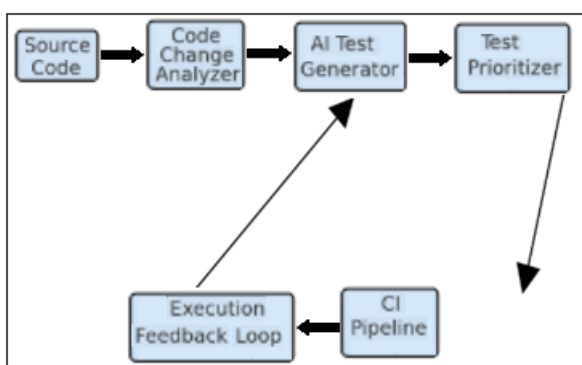 Source
Code
Code
Change
Analyzer
AI Test
Generator
Test
Prioritizer
Execution
Feedback Loop
CI
Pipeline